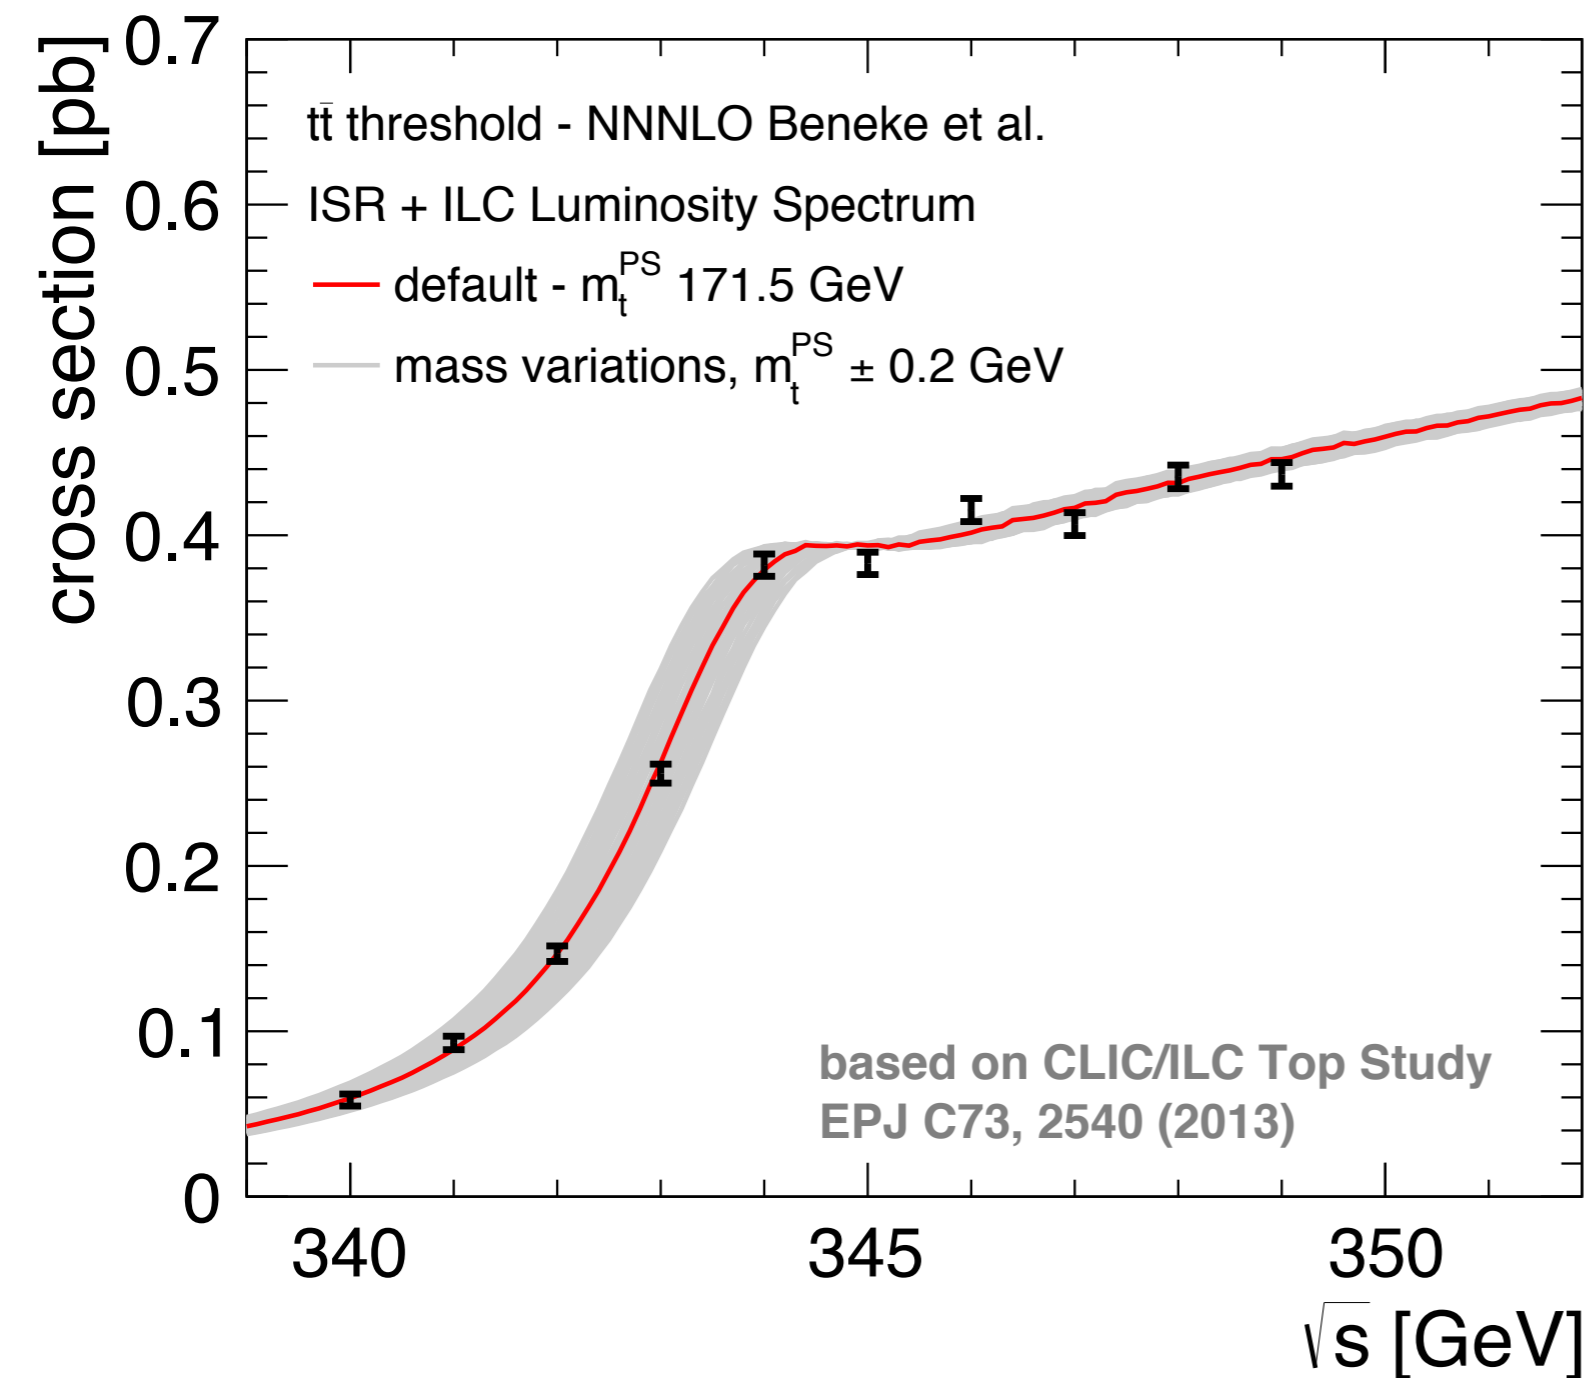 cross section [pb]
0.7
0.6
0.5
0.4
0.3
0.2
0.1
0
tt̄ threshold - NNNLO Beneke et al.
ISR + ILC Luminosity Spectrum
default - m_t^PS 171.5 GeV
mass variations, m_t^PS ± 0.2 GeV
based on CLIC/ILC Top Study
EPJ C73, 2540 (2013)
340 345 350
√s [GeV]